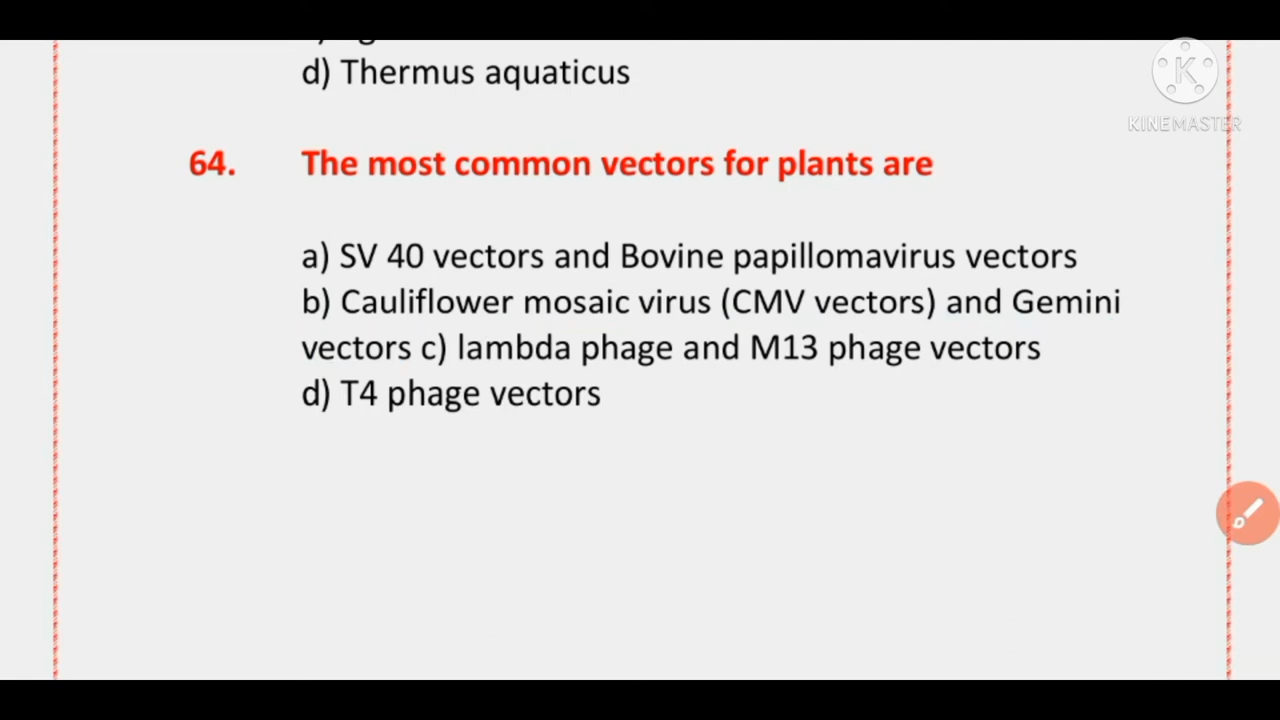 d) Thermus aquaticus
K
KINEMASTER
64. The most common vectors for plants are
a) SV 40 vectors and Bovine papillomavirus vectors
b) Cauliflower mosaic virus (CMV vectors) and Gemini
vectors c) lambda phage and M13 phage vectors
d) T4 phage vectors